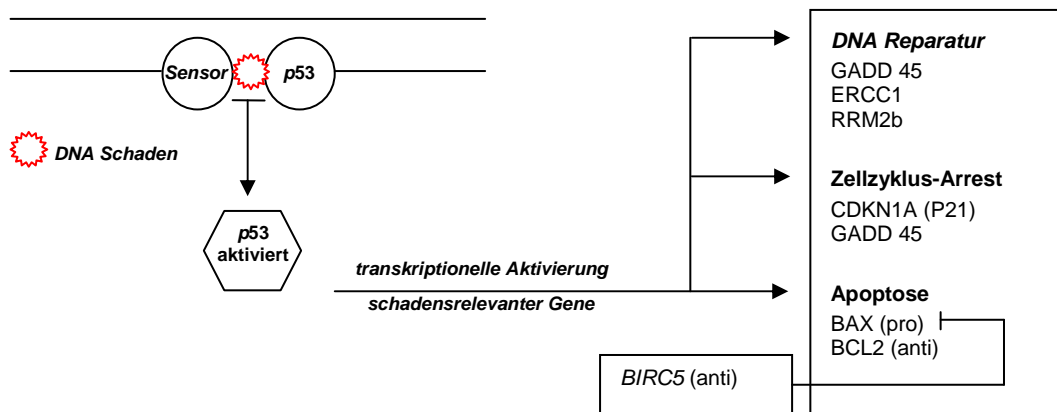 Sensor
p53
DNA Schaden
p53
aktiviert
transkriptionelle Aktivierung
schadensrelevanter Gene
DNA Reparatur
GADD 45
ERCC1
RRM2b
Zellzyklus-Arrest
CDKN1A (P21)
GADD 45
Apoptose
BAX (pro)
BCL2 (anti)
BIRC5 (anti)